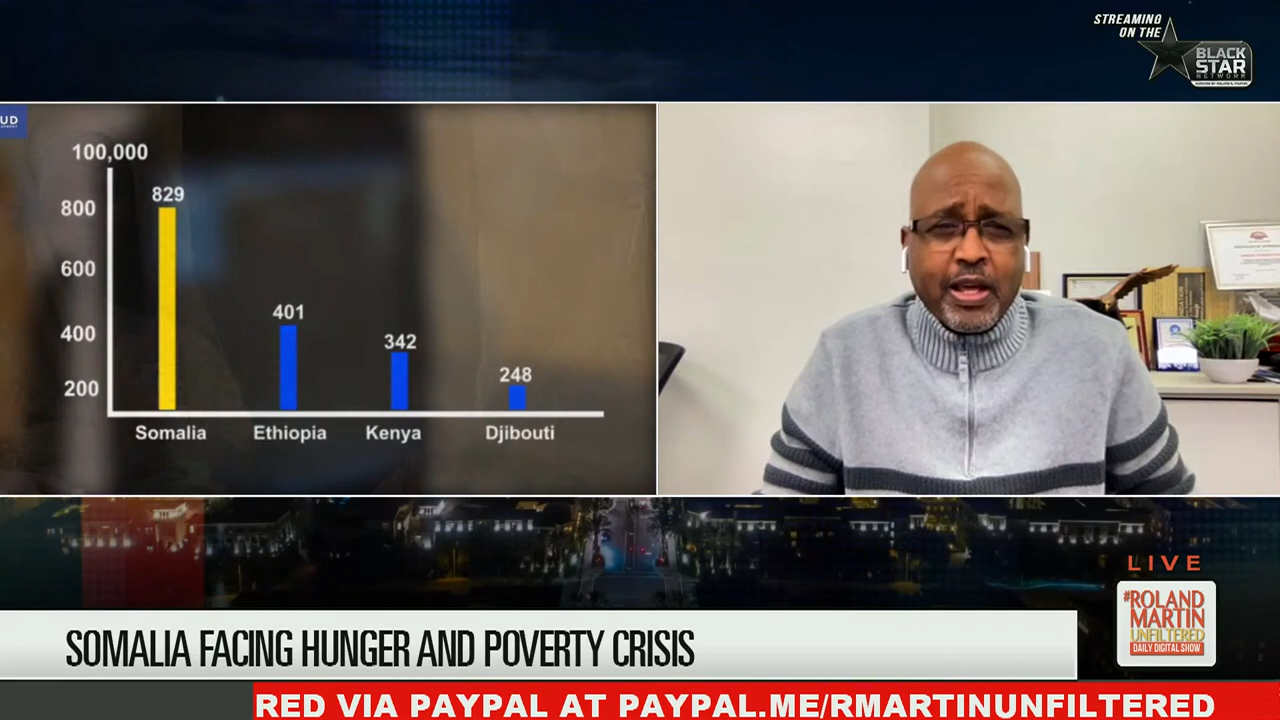 STREAMING
ON THE
BLACK
STAR
NETWORK
UD
100,000
800
600
400
200
829
401
342
248
Somalia
Ethiopia
Kenya
Djibouti
LIVE
#ROLAND
MARTIN
UNFILTERED
DAILY DIGITAL SHOW
SOMALIA FACING HUNGER AND POVERTY CRISIS
RED VIA PAYPAL AT PAYPAL.ME/RMARTINUNFILTERED